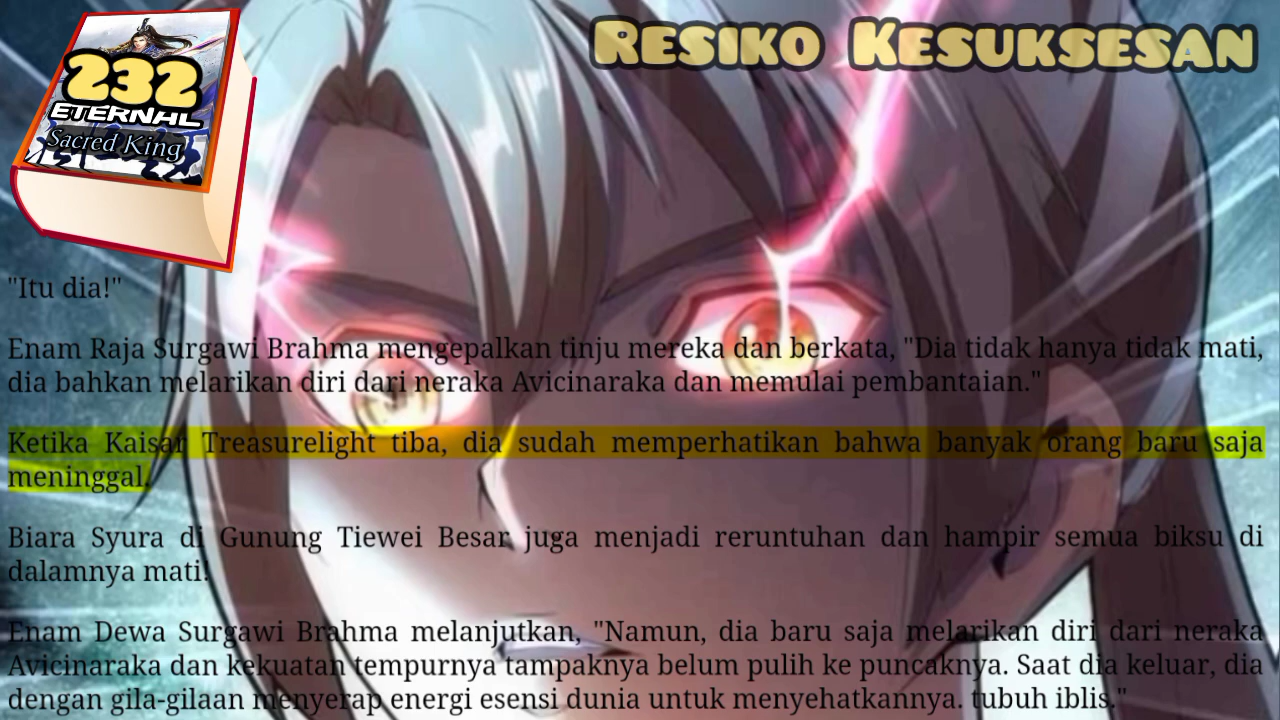 Resiko Kesuksesan
232
ETERNAL
Sacred King
"Itu dia!"
Enam Raja Surgawi Brahma mengepalkan tinju mereka dan berkata, "Dia tidak hanya tidak mati,
dia bahkan melarikan diri dari neraka Avicinaraka dan memulai pembantaian."
Ketika Kaisar Treasurelight tiba, dia sudah memperhatikan bahwa banyak orang baru saja
meninggal.
Biara Syura di Gunung Tiewei Besar juga menjadi reruntuhan dan hampir semua biksu di
dalamnya mati!
Enam Dewa Surgawi Brahma melanjutkan, "Namun, dia baru saja melarikan diri dari neraka
Avicinaraka dan kekuatan tempurnya tampaknya belum pulih ke puncaknya. Saat dia keluar, dia
dengan gila-gilaan menyerap energi esensi dunia untuk menyehatkannya. tubuh iblis."